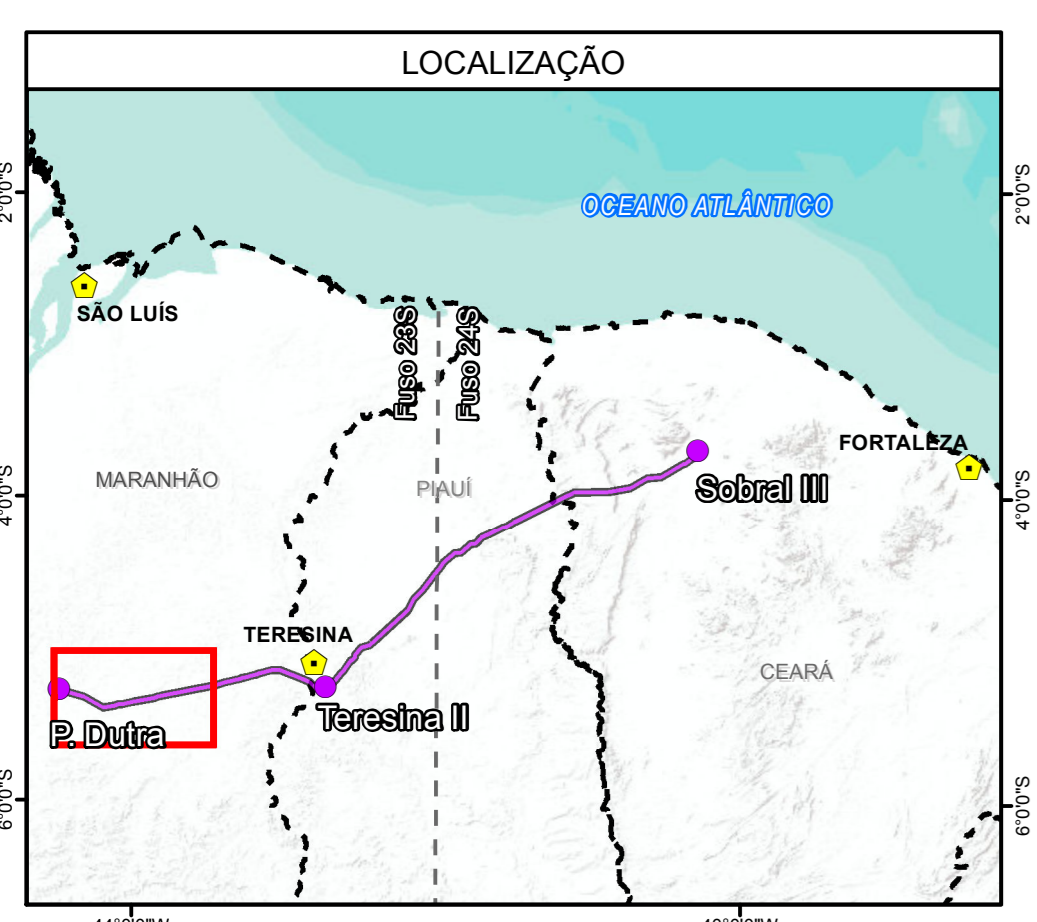 LOCALIZAÇÃO
2°0'0"S
2°0'0"S
OCEANO ATLÂNTICO
SÃO LUÍS
Fuso 23S
Fuso 24S
FORTALEZA
MARANHÃO
PIAUÍ
Sobral III
4°0'0"S
4°0'0"S
TERESINA
CEARÁ
P. Dutra
Teresina II
6°0'0"S
6°0'0"S